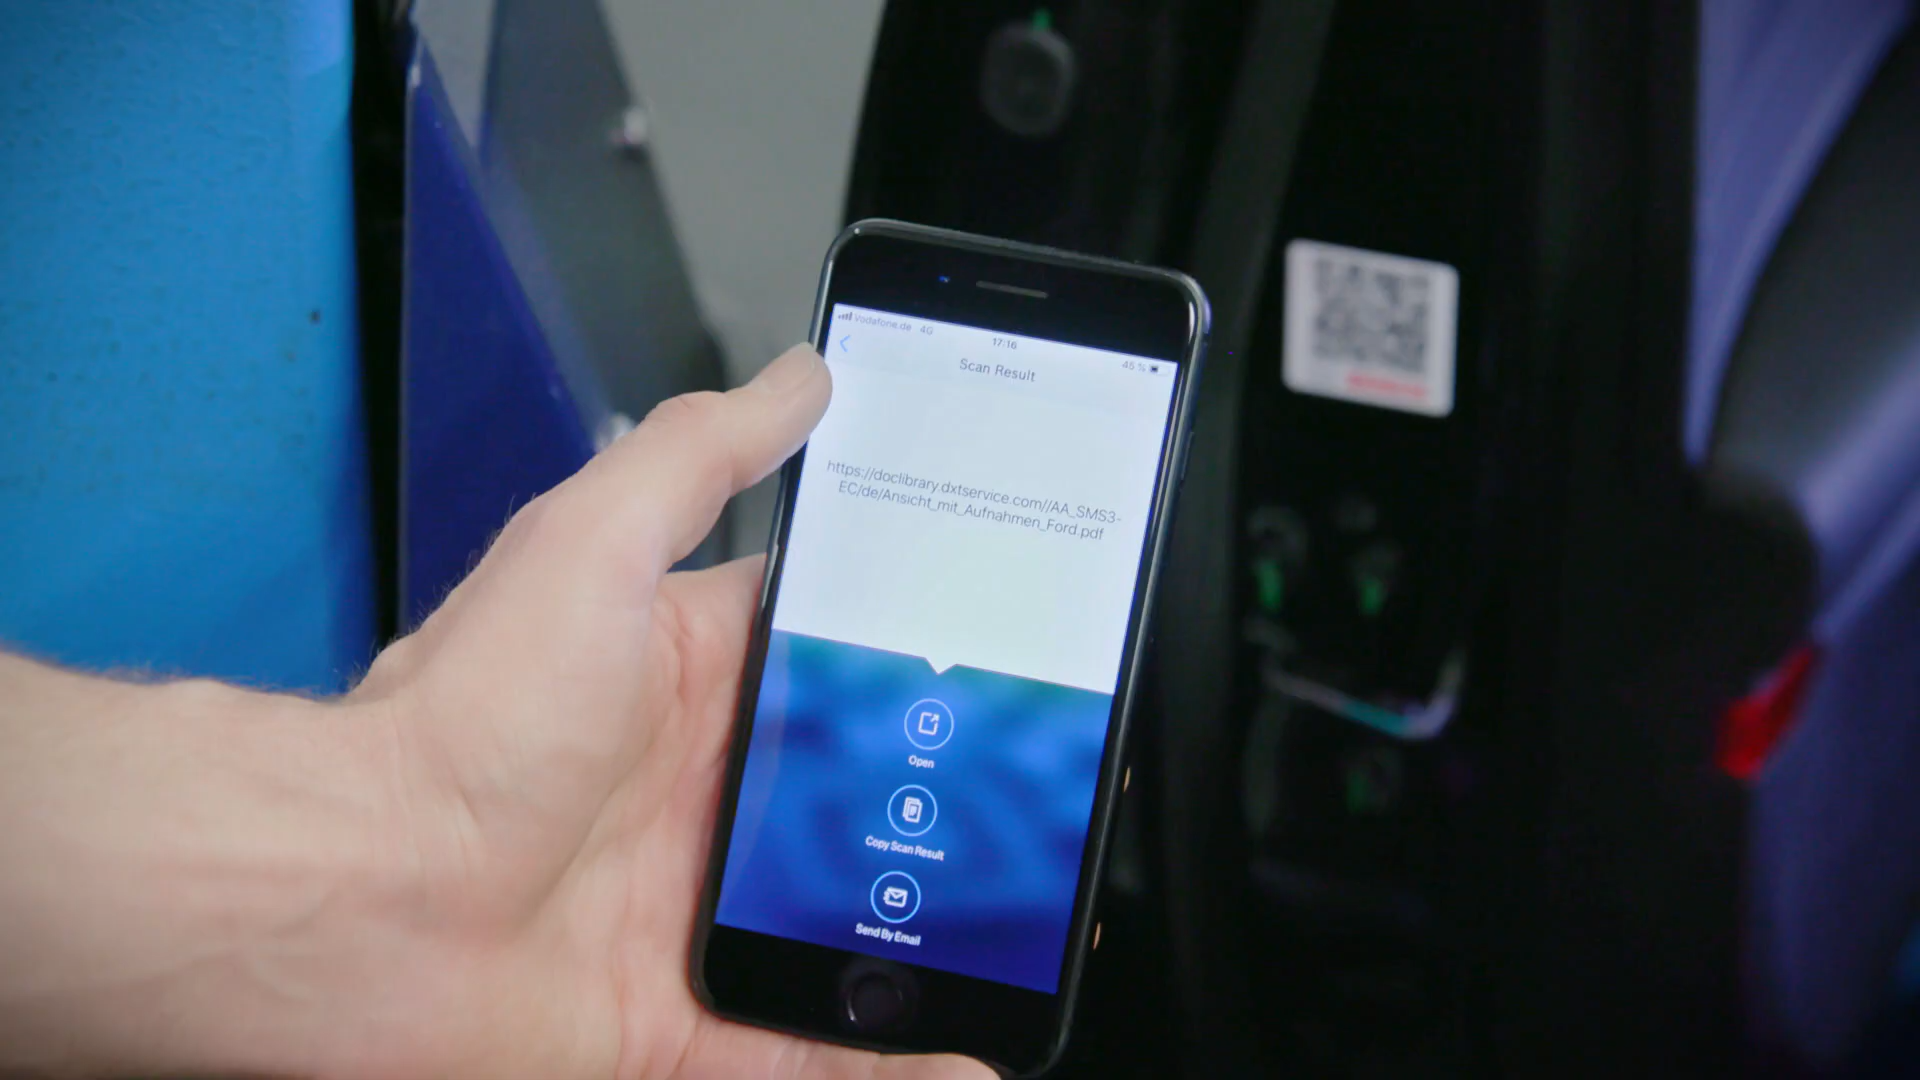 Vodafone.de 4G
17:16
45 %
Scan Result
https://doclibrary.dxtservice.com//AA_SMS3-
EC/de/Ansicht_mit_Aufnahmen_Ford.pdf
Open
Copy Scan Result
Send By Email